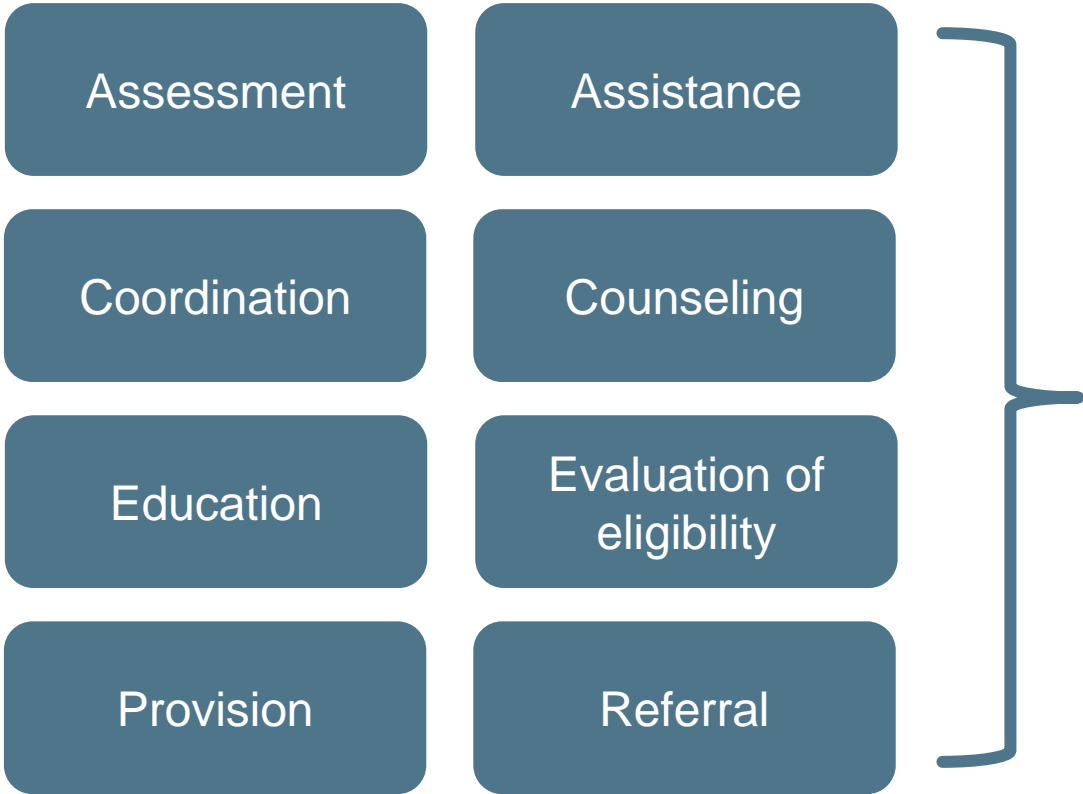 Assessment
Assistance
Coordination
Counseling
Education
Evaluation of
eligibility
Provision
Referral